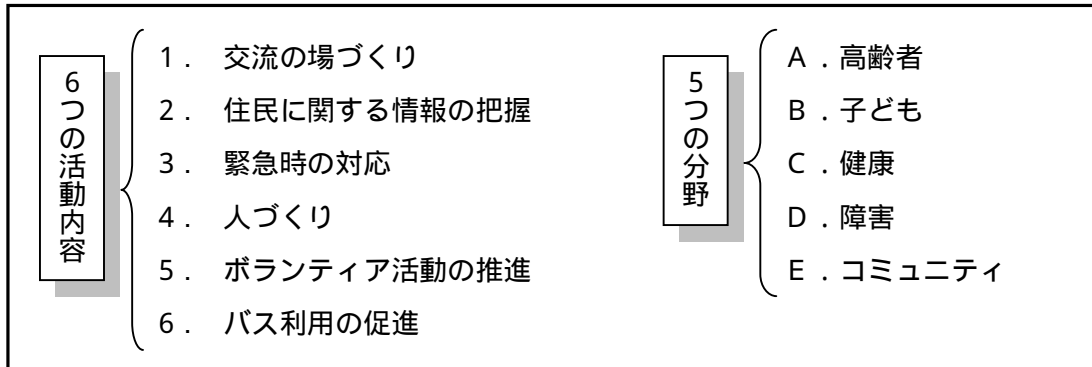 6つの活動内容
1． 交流の場づくり
2． 住民に関する情報の把握
3． 緊急時の対応
4． 人づくり
5． ボランティア活動の推進
6． バス利用の促進
5つの分野
A．高齢者
B．子ども
C．健康
D．障害
E．コミュニティ